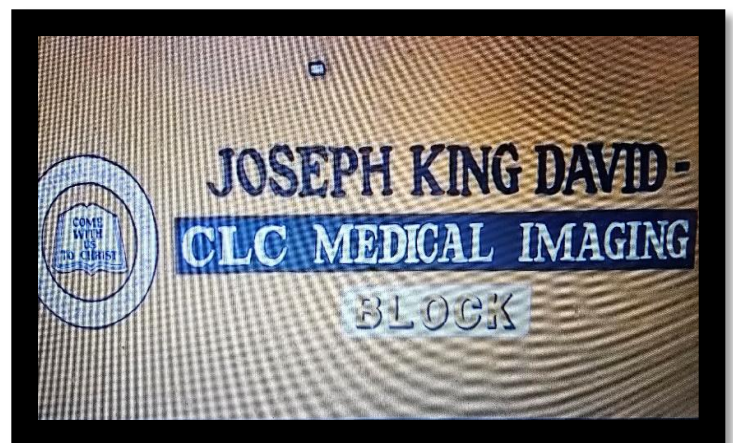 JOSEPH KING DAVID-
CLC MEDICAL IMAGING
BLOCK
COME
WITH
US
TO CHRIST